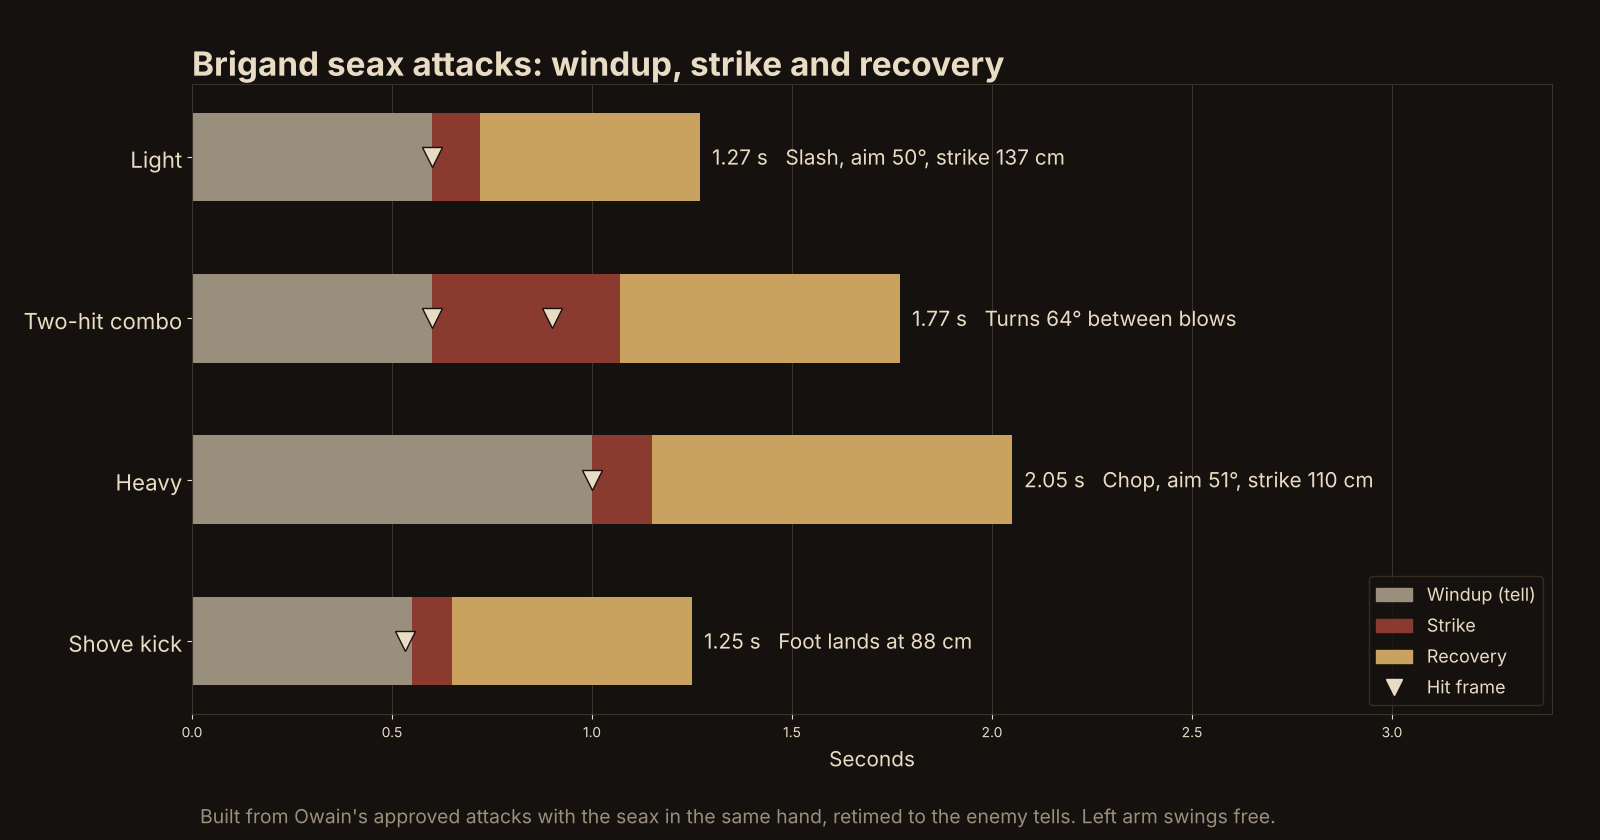 Brigand seax attacks: windup, strike and recovery
Light
1.27 s Slash, aim 50°, strike 137 cm
Two-hit combo
1.77 s Turns 64° between blows
Heavy
2.05 s Chop, aim 51°, strike 110 cm
Shove kick
1.25 s Foot lands at 88 cm
Windup (tell)
Strike
Recovery
Hit frame
0.0 0.5 1.0 1.5 2.0 2.5 3.0
Seconds
Built from Owain's approved attacks with the seax in the same hand, retimed to the enemy tells. Left arm swings free.